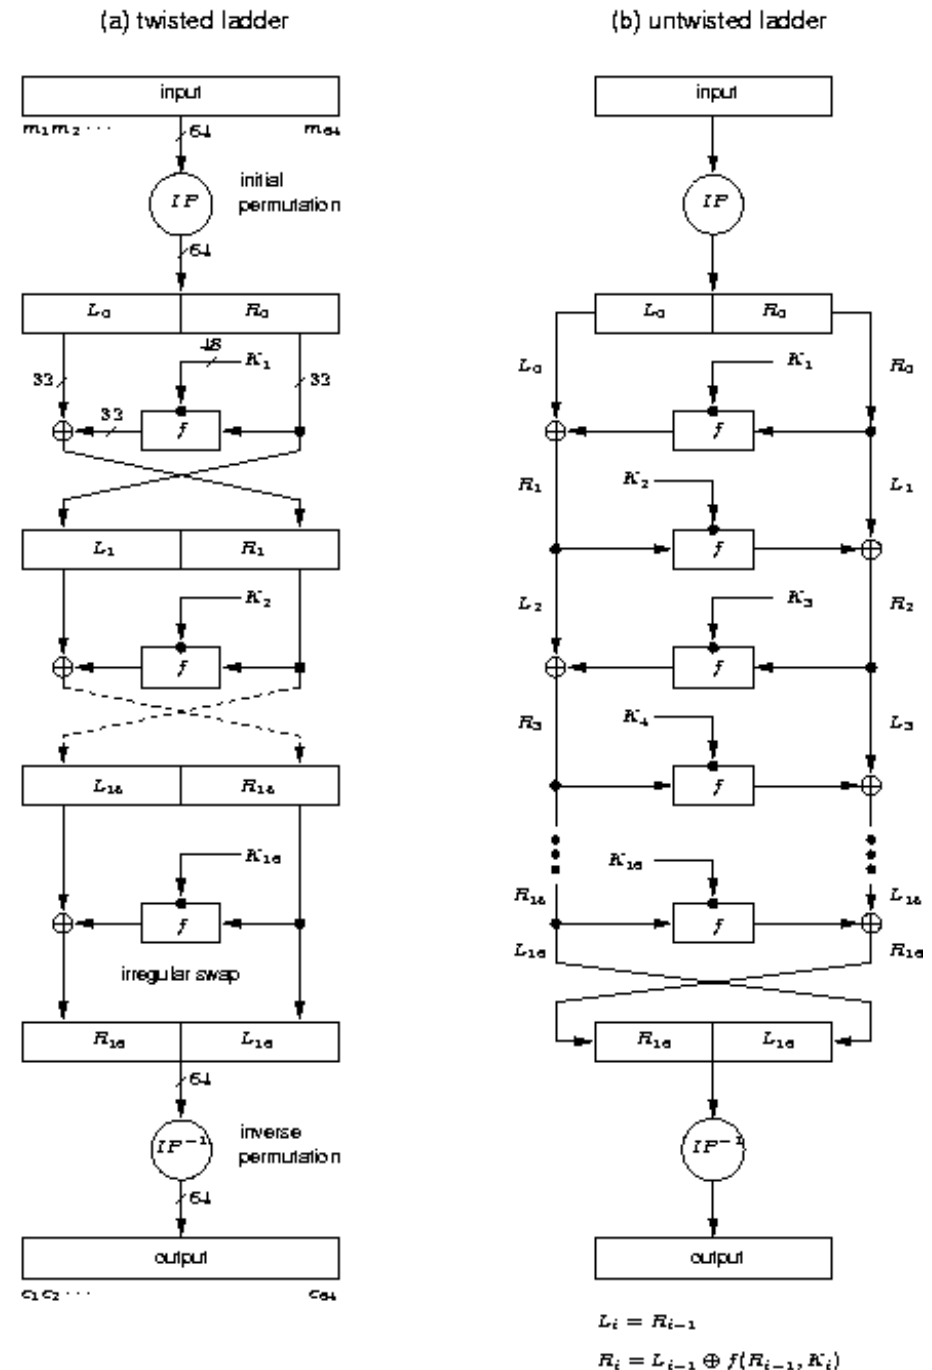 (a) twisted ladder
input
m₁m₂··· m₆₄
64
IP
initial
permutation
64
L₀ R₀
48
K₁
32
32
32
f
L₁ R₁
K₂
f
L₁₅ R₁₅
K₁₆
f
irregular swap
R₁₆ L₁₆
64
IP⁻¹
inverse
permutation
64
output
c₁c₂··· c₆₄
(b) untwisted ladder
input
IP
L₀ R₀
L₀ K₁ R₀
f
R₁ K₂ L₁
f
L₂ K₃ R₂
f
R₃ K₄ L₃
f
K₁₆
R₁₅ L₁₅
f
L₁₆ R₁₆
R₁₆ L₁₆
IP⁻¹
output
Lᵢ = Rᵢ₋₁
Rᵢ = Lᵢ₋₁ ⊕ f(Rᵢ₋₁, Kᵢ)